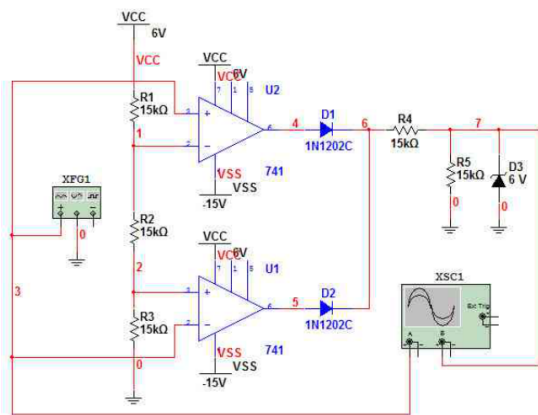 VCC
6V
VCC
R1
15kΩ
1
VCC
6V
VCC
7 1 5
U2
3
2
6
4
VSS
VSS
-15V
741
4
D1
1N1202C
6
R4
15kΩ
7
R5
15kΩ
0
D3
6 V
0
XFG1
0
3
R2
15kΩ
2
R3
15kΩ
0
VCC
6V
VCC
7 1 5
U1
3
2
6
4
VSS
VSS
-15V
741
5
D2
1N1202C
XSC1
Ext Trig
A
B